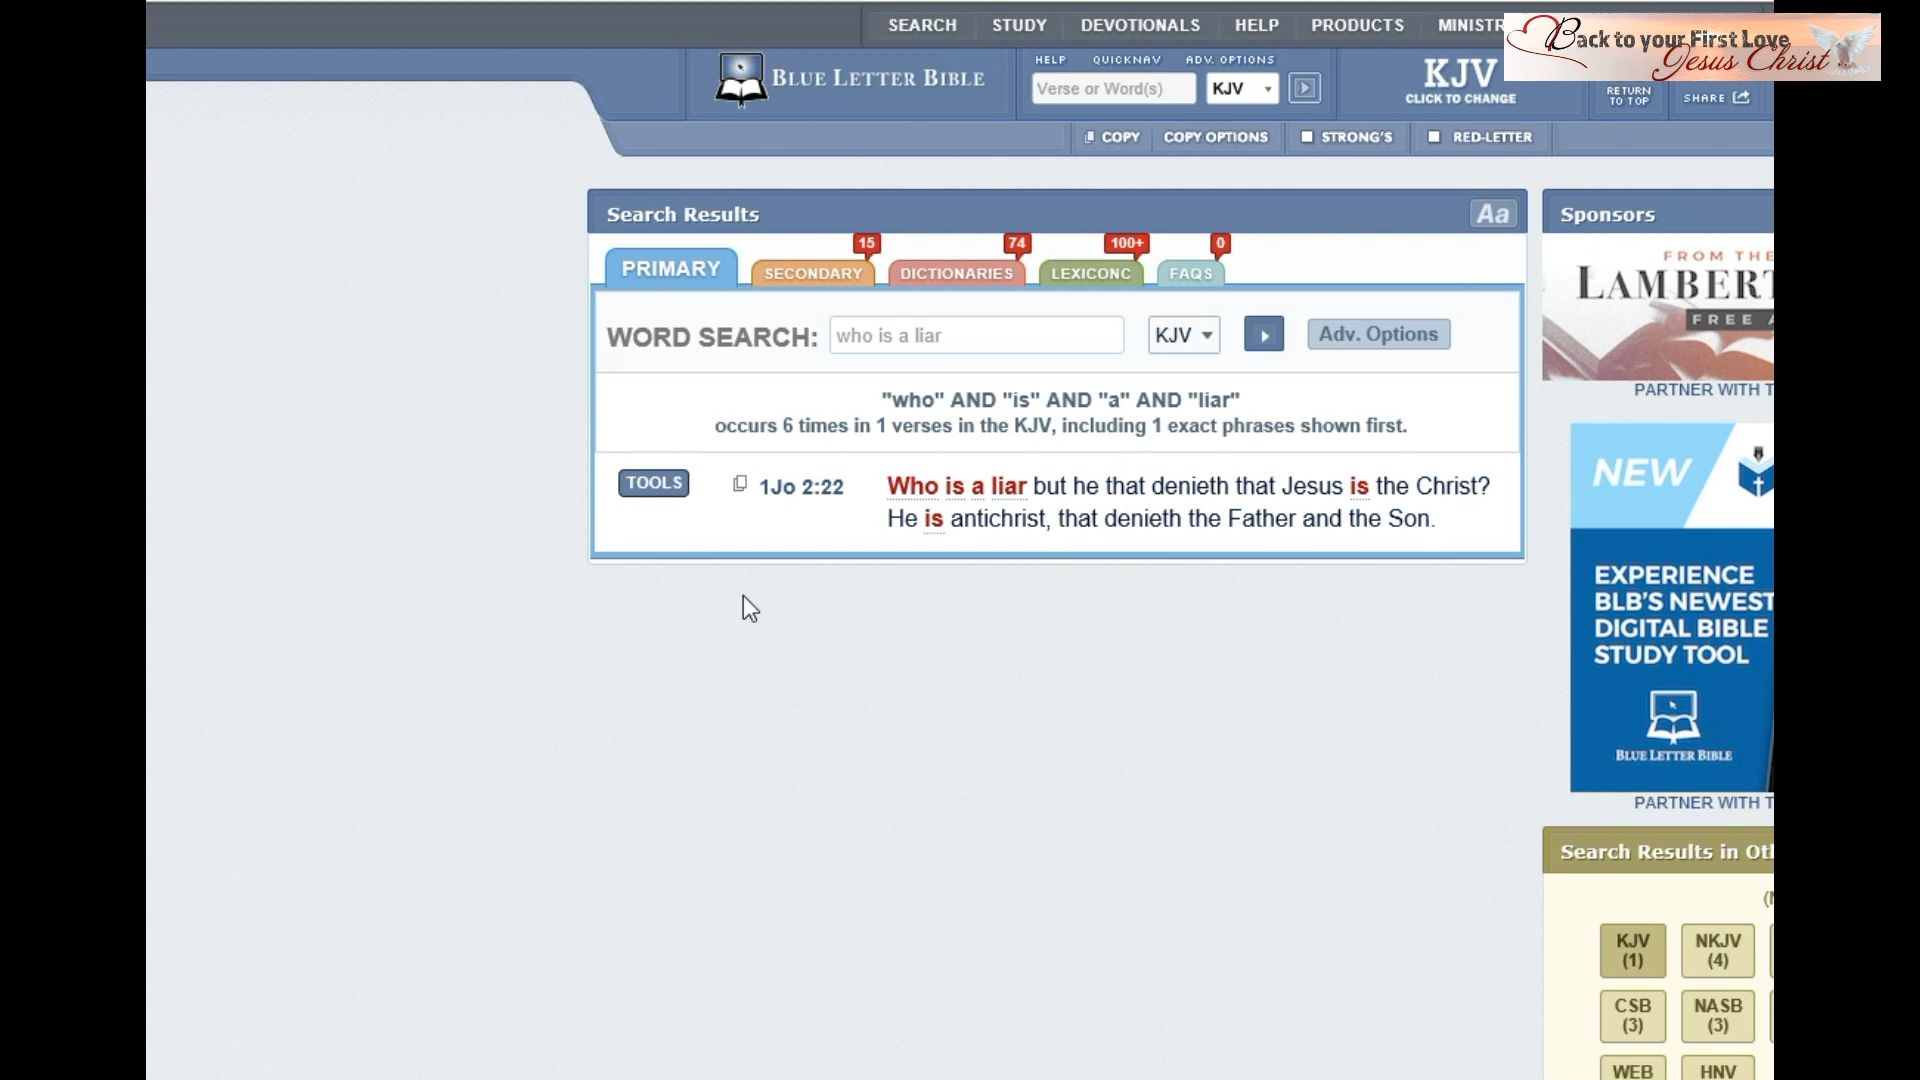 SEARCH STUDY DEVOTIONALS HELP PRODUCTS
Back to your First Love
Jesus Christ
BLUE LETTER BIBLE
HELP QUICKNAV ADV. OPTIONS
Verse or Word(s) KJV
KJV
CLICK TO CHANGE
RETURN
TO TOP
SHARE
COPY COPY OPTIONS STRONG'S RED-LETTER
Search Results Aa
15 74 100+ 0
PRIMARY SECONDARY DICTIONARIES LEXICONC FAQS
WORD SEARCH: who is a liar KJV Adv. Options
"who" AND "is" AND "a" AND "liar"
occurs 6 times in 1 verses in the KJV, including 1 exact phrases shown first.
TOOLS 1Jo 2:22 Who is a liar but he that denieth that Jesus is the Christ?
He is antichrist, that denieth the Father and the Son.
Sponsors
FROM THE
LAMBERT
FREE
PARTNER WITH
NEW
EXPERIENCE
BLB'S NEWEST
DIGITAL BIBLE
STUDY TOOL
BLUE LETTER BIBLE
PARTNER WITH
Search Results in
KJV (1)
NKJV (4)
CSB (3)
NASB (3)
WEB
HNV